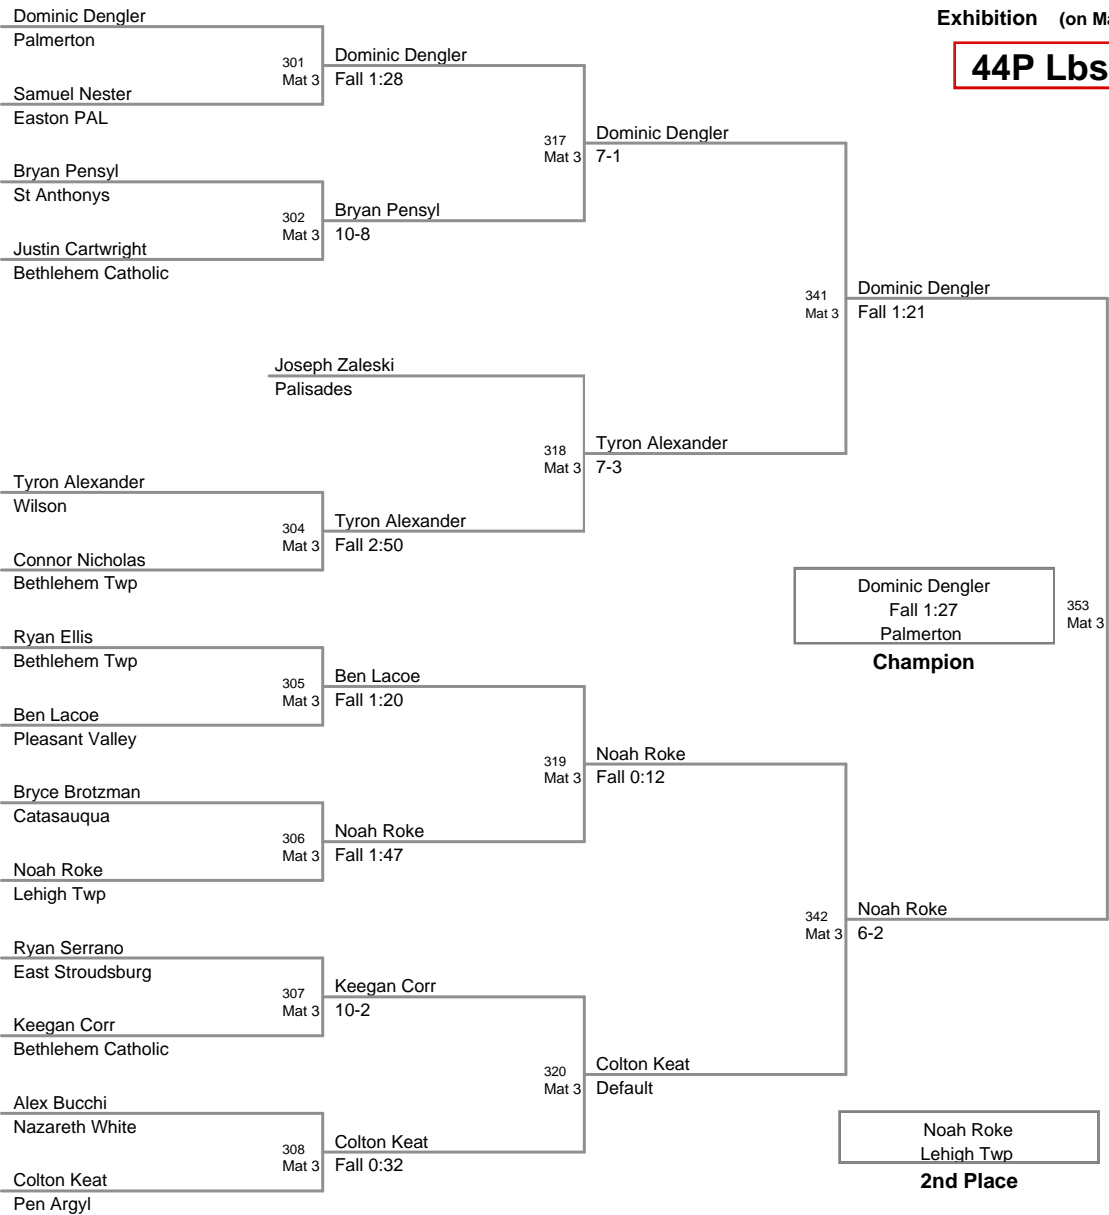 Exhibition (on Ma
44P Lbs
Dominic Dengler
Palmerton
301
Mat 3
Dominic Dengler
Fall 1:28
Samuel Nester
Easton PAL
317
Mat 3
Dominic Dengler
7-1
Bryan Pensyl
St Anthonys
302
Mat 3
Bryan Pensyl
10-8
Justin Cartwright
Bethlehem Catholic
341
Mat 3
Dominic Dengler
Fall 1:21
Joseph Zaleski
Palisades
318
Mat 3
Tyron Alexander
7-3
Tyron Alexander
Wilson
304
Mat 3
Tyron Alexander
Fall 2:50
Connor Nicholas
Bethlehem Twp
Dominic Dengler
Fall 1:27
Palmerton
Champion
353
Mat 3
Ryan Ellis
Bethlehem Twp
305
Mat 3
Ben Lacoe
Fall 1:20
Ben Lacoe
Pleasant Valley
319
Mat 3
Noah Roke
Fall 0:12
Bryce Brotzman
Catasauqua
306
Mat 3
Noah Roke
Fall 1:47
Noah Roke
Lehigh Twp
342
Mat 3
Noah Roke
6-2
Ryan Serrano
East Stroudsburg
307
Mat 3
Keegan Corr
10-2
Keegan Corr
Bethlehem Catholic
320
Mat 3
Colton Keat
Default
Alex Bucchi
Nazareth White
308
Mat 3
Colton Keat
Fall 0:32
Colton Keat
Pen Argyl
Noah Roke
Lehigh Twp
2nd Place